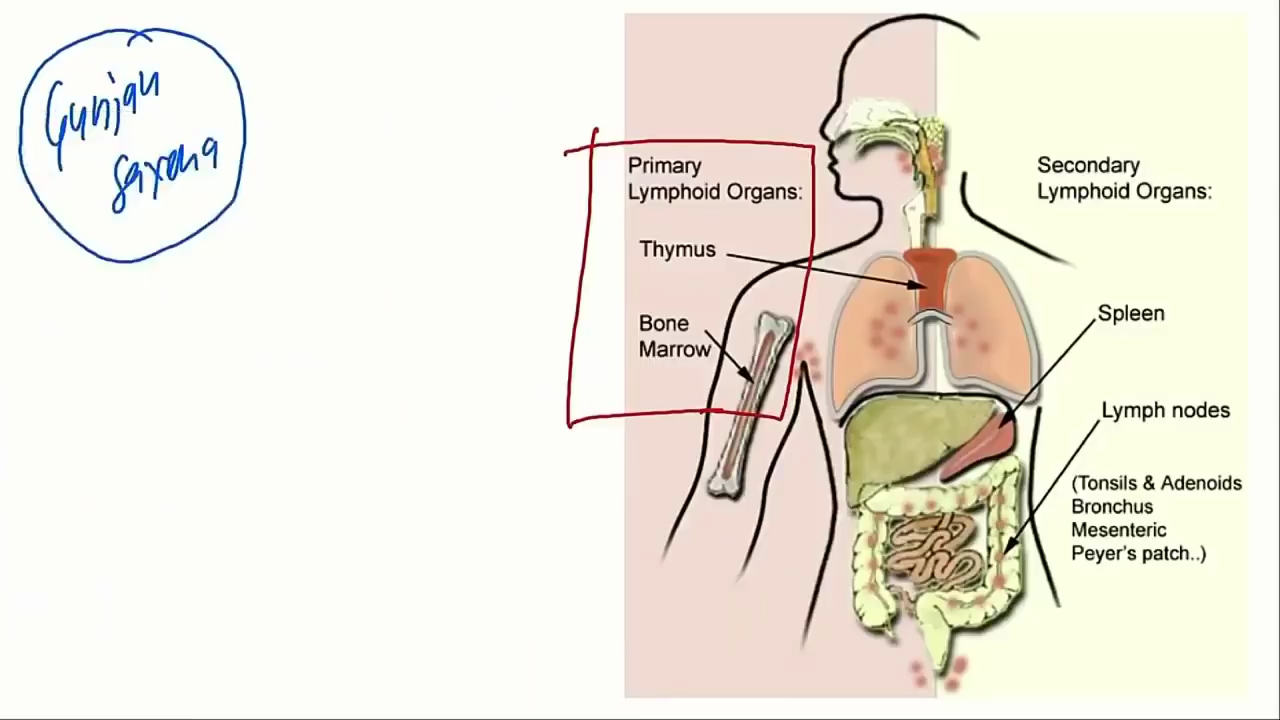 Gunjan
Saxena
Primary
Lymphoid Organs:
Thymus
Bone
Marrow
Secondary
Lymphoid Organs:
Spleen
Lymph nodes
(Tonsils & Adenoids
Bronchus
Mesenteric
Peyer's patch..)